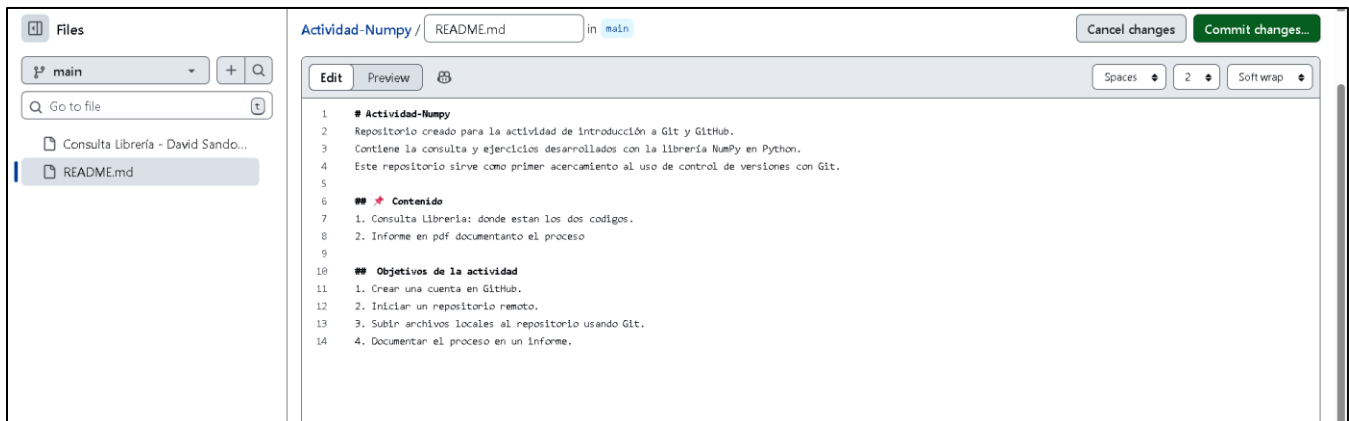 Files
main
Go to file
t
Consulta Librería - David Sando...
README.md
Actividad-Numpy / README.md in main
Cancel changes
Commit changes...
Edit
Preview
Spaces
2
Soft wrap
1 # Actividad-Numpy
2 Repositorio creado para la actividad de introducción a Git y GitHub.
3 Contiene la consulta y ejercicios desarrollados con la librería NumPy en Python.
4 Este repositorio sirve como primer acercamiento al uso de control de versiones con Git.
5
6 ## 📌 Contenido
7 1. Consulta Libreria: donde estan los dos codigos.
8 2. Informe en pdf documentanto el proceso
9
10 ## Objetivos de la actividad
11 1. Crear una cuenta en GitHub.
12 2. Iniciar un repositorio remoto.
13 3. Subir archivos locales al repositorio usando Git.
14 4. Documentar el proceso en un informe.